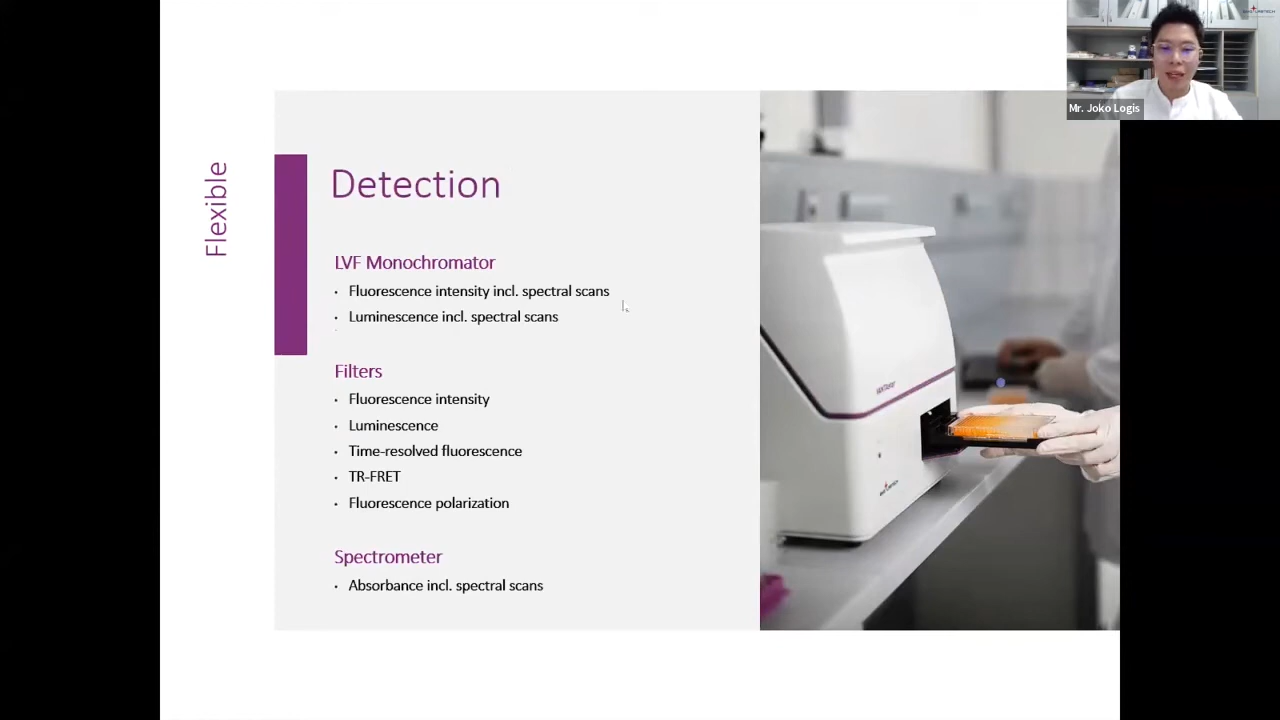 Mr. Joko Logis
Flexible
Detection
LVF Monochromator
· Fluorescence intensity incl. spectral scans
· Luminescence incl. spectral scans
Filters
· Fluorescence intensity
· Luminescence
· Time-resolved fluorescence
· TR-FRET
· Fluorescence polarization
Spectrometer
· Absorbance incl. spectral scans